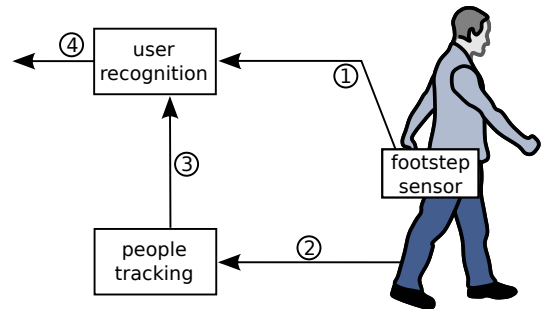 ④
user
recognition
①
footstep
sensor
③
people
tracking
②